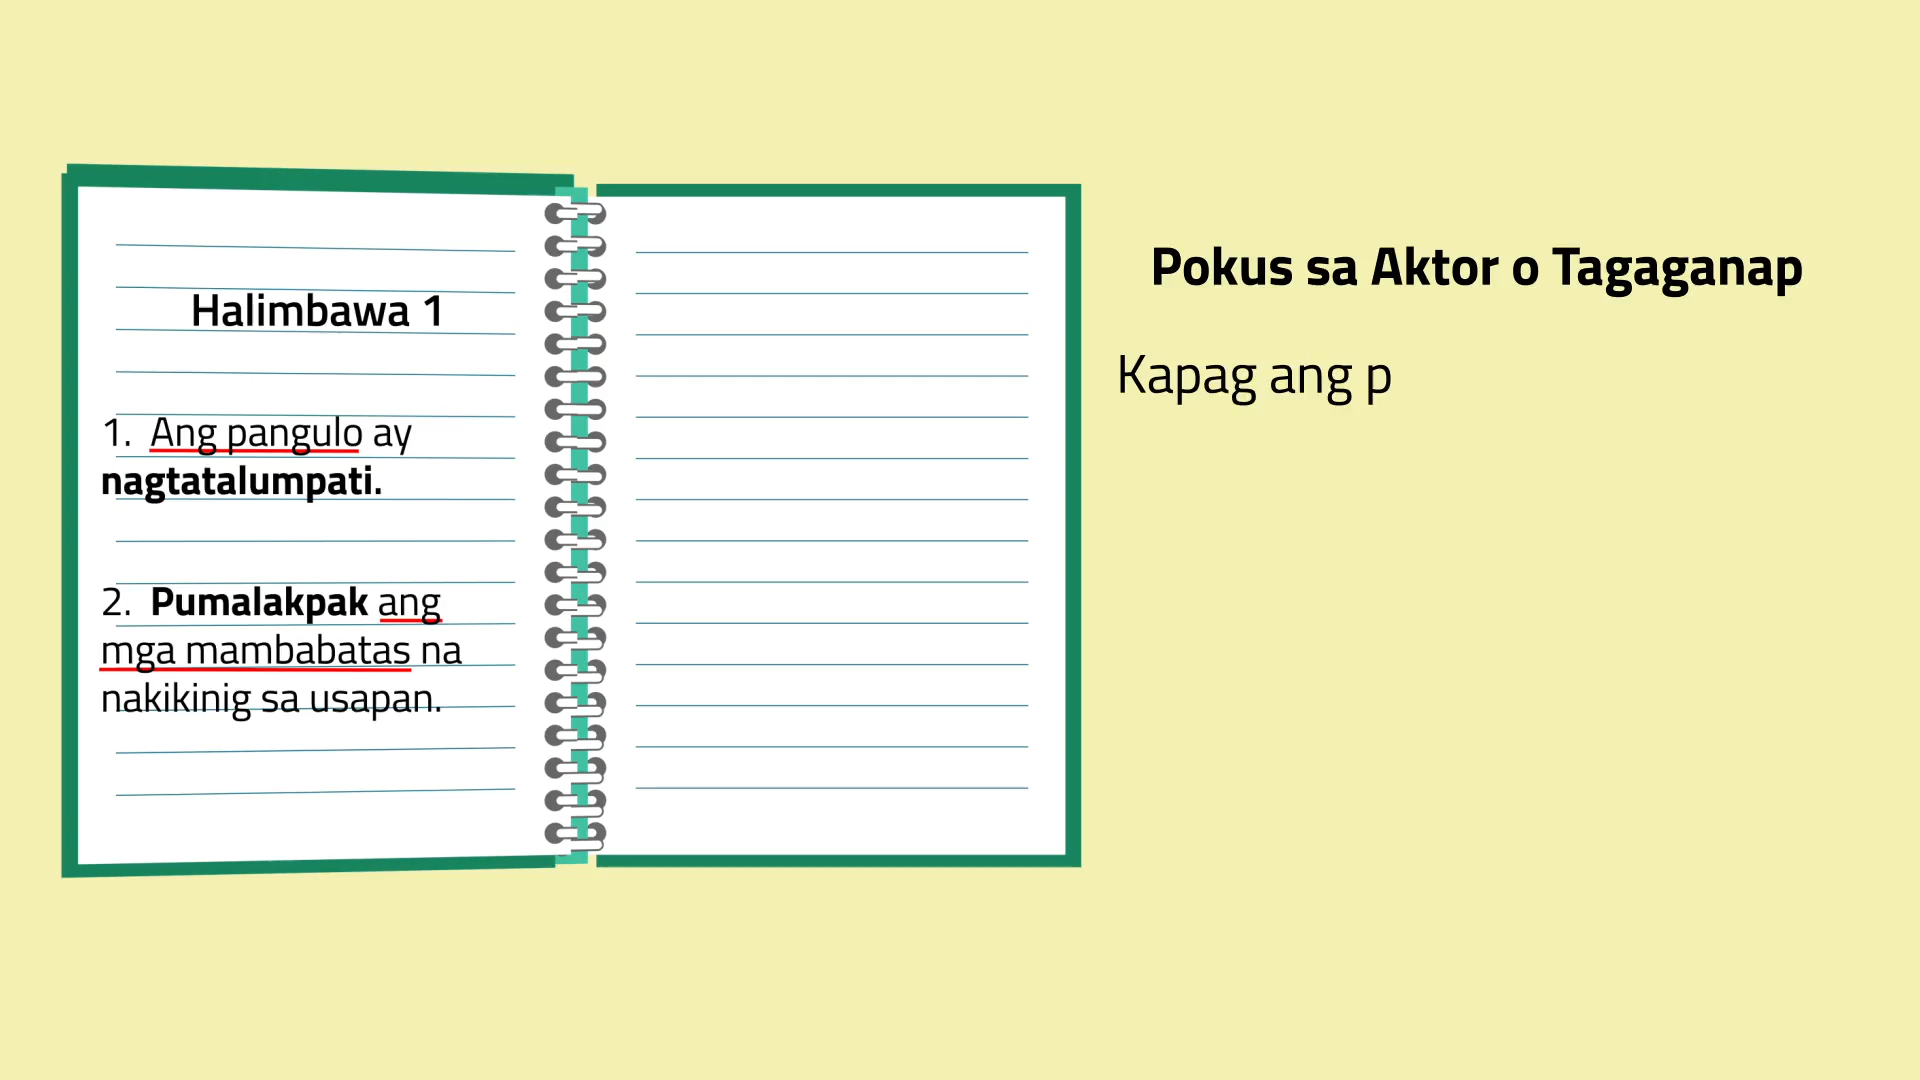 Halimbawa 1
1. Ang pangulo ay
nagtatalumpati.
2. Pumalakpak ang
mga mambabatas na
nakikinig sa usapan.
Pokus sa Aktor o Tagaganap
Kapag ang p